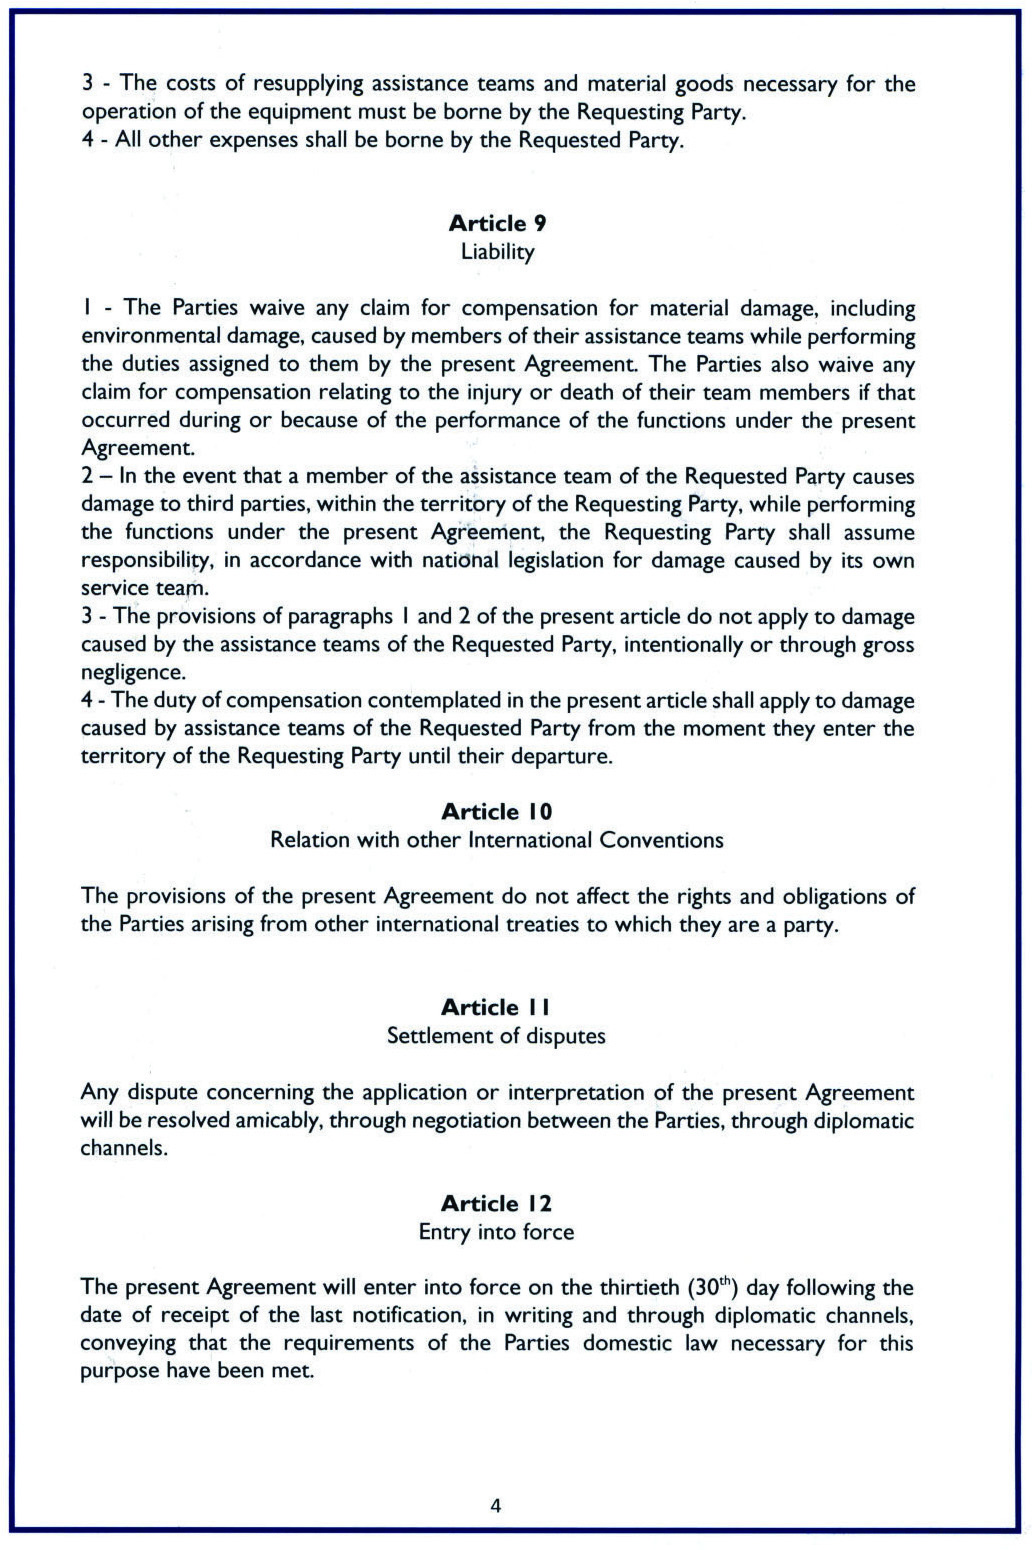 3 - The costs of resupplying assistance teams and material goods necessary for the
operation of the equipment must be borne by the Requesting Party.
4 - All other expenses shall be borne by the Requested Party.
Article 9
Liability
1 - The Parties waive any claim for compensation for material damage, including
environmental damage, caused by members of their assistance teams while performing
the duties assigned to them by the present Agreement. The Parties also waive any
claim for compensation relating to the injury or death of their team members if that
occurred during or because of the performance of the functions under the present
Agreement.
2 – In the event that a member of the assistance team of the Requested Party causes
damage to third parties, within the territory of the Requesting Party, while performing
the functions under the present Agreement, the Requesting Party shall assume
responsibility, in accordance with national legislation for damage caused by its own
service team.
3 - The provisions of paragraphs 1 and 2 of the present article do not apply to damage
caused by the assistance teams of the Requested Party, intentionally or through gross
negligence.
4 - The duty of compensation contemplated in the present article shall apply to damage
caused by assistance teams of the Requested Party from the moment they enter the
territory of the Requesting Party until their departure.
Article 10
Relation with other International Conventions
The provisions of the present Agreement do not affect the rights and obligations of
the Parties arising from other international treaties to which they are a party.
Article 11
Settlement of disputes
Any dispute concerning the application or interpretation of the present Agreement
will be resolved amicably, through negotiation between the Parties, through diplomatic
channels.
Article 12
Entry into force
The present Agreement will enter into force on the thirtieth (30th) day following the
date of receipt of the last notification, in writing and through diplomatic channels,
conveying that the requirements of the Parties domestic law necessary for this
purpose have been met.
4